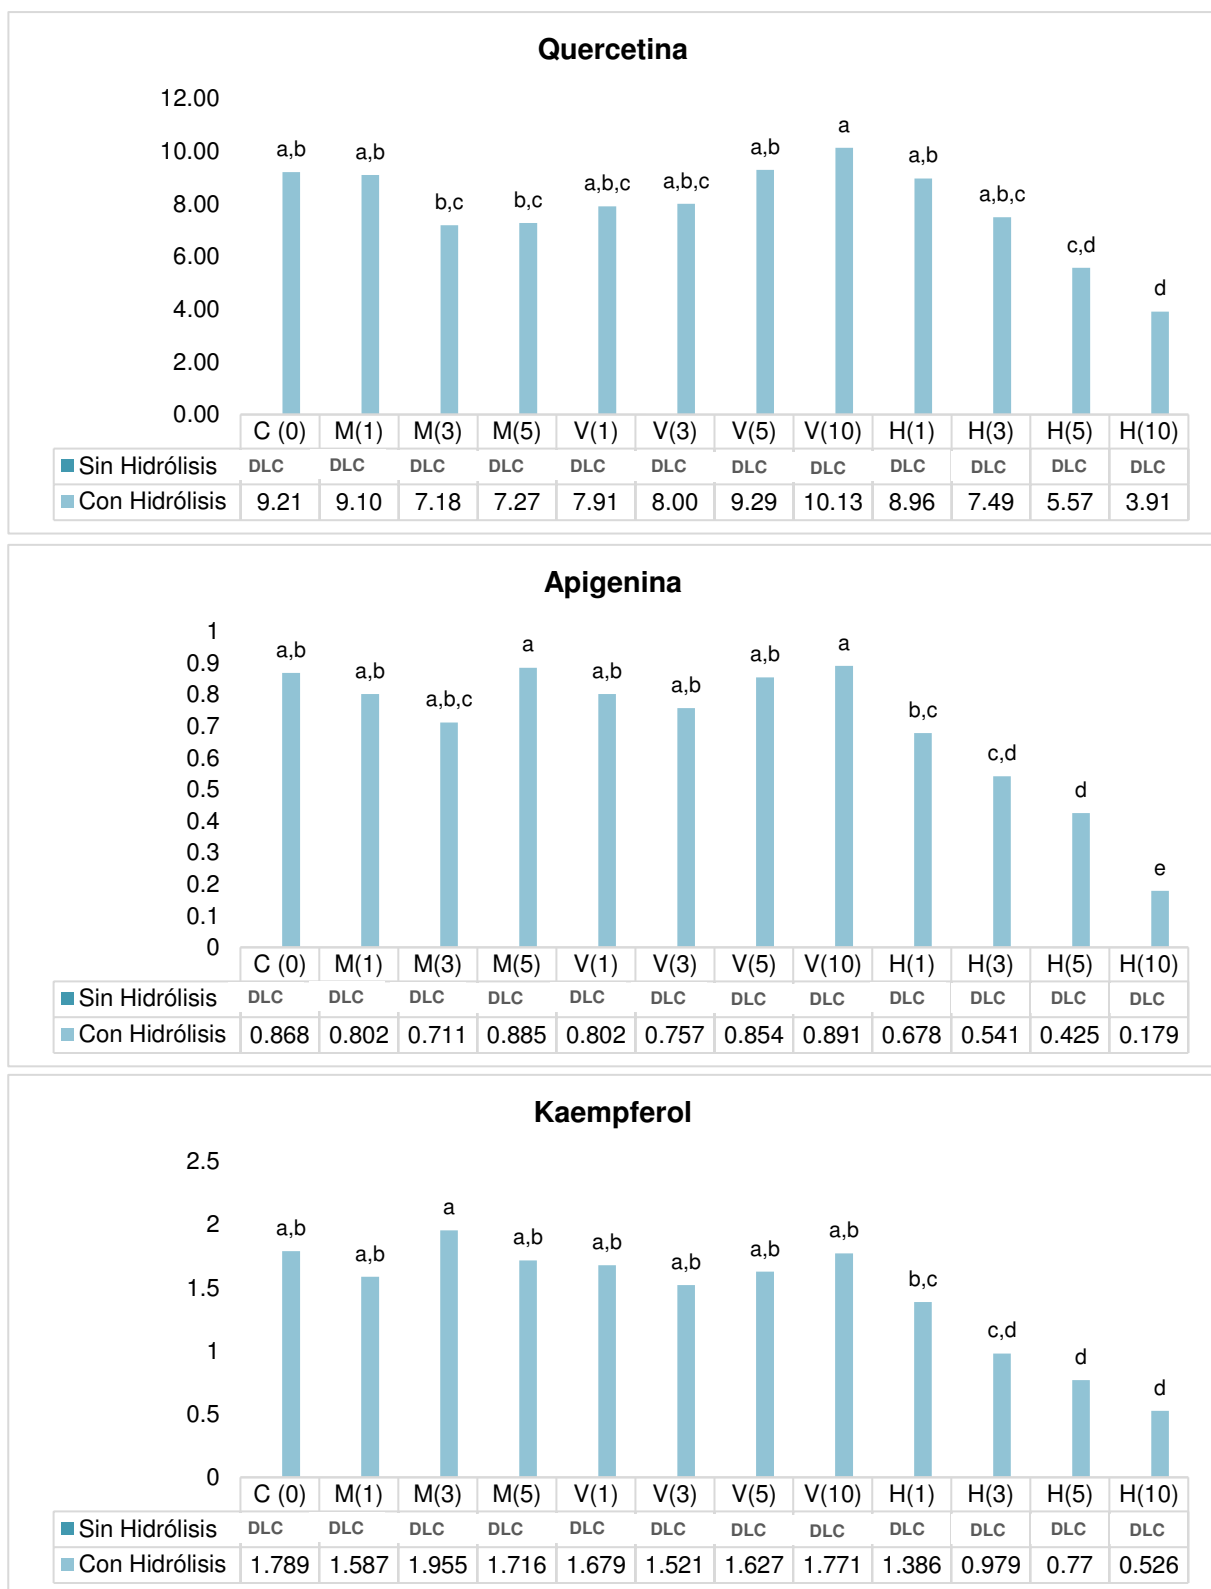 Quercetina
12.00
10.00
8.00
6.00
4.00
2.00
0.00
a,b a,b b,c b,c a,b,c a,b,c a,b a a,b a,b,c c,d d
C (0) M(1) M(3) M(5) V(1) V(3) V(5) V(10) H(1) H(3) H(5) H(10)
Sin Hidrólisis DLC DLC DLC DLC DLC DLC DLC DLC DLC DLC DLC DLC
Con Hidrólisis 9.21 9.10 7.18 7.27 7.91 8.00 9.29 10.13 8.96 7.49 5.57 3.91
Apigenina
1
0.9
0.8
0.7
0.6
0.5
0.4
0.3
0.2
0.1
0
a,b a,b a,b,c a a,b a,b a,b a b,c c,d d e
C (0) M(1) M(3) M(5) V(1) V(3) V(5) V(10) H(1) H(3) H(5) H(10)
Sin Hidrólisis DLC DLC DLC DLC DLC DLC DLC DLC DLC DLC DLC DLC
Con Hidrólisis 0.868 0.802 0.711 0.885 0.802 0.757 0.854 0.891 0.678 0.541 0.425 0.179
Kaempferol
2.5
2
1.5
1
0.5
0
a,b a,b a a,b a,b a,b a,b a,b b,c c,d d d
C (0) M(1) M(3) M(5) V(1) V(3) V(5) V(10) H(1) H(3) H(5) H(10)
Sin Hidrólisis DLC DLC DLC DLC DLC DLC DLC DLC DLC DLC DLC DLC
Con Hidrólisis 1.789 1.587 1.955 1.716 1.679 1.521 1.627 1.771 1.386 0.979 0.77 0.526